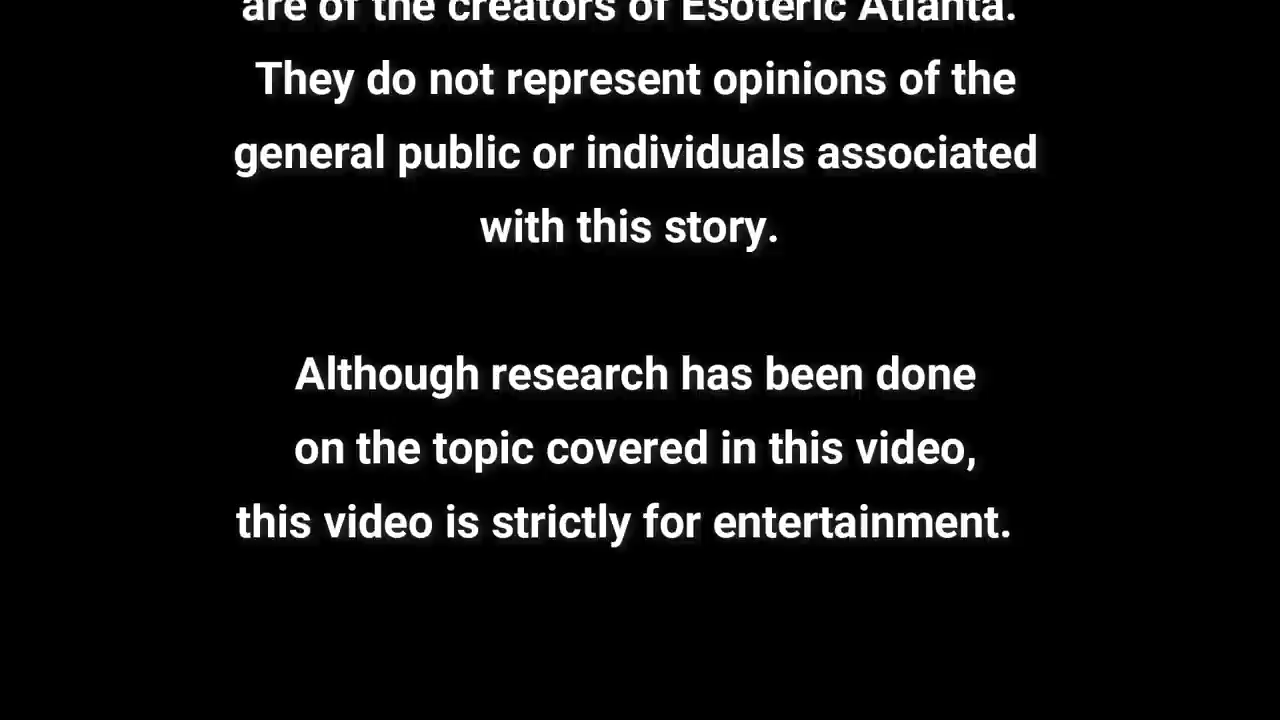 are of the creators of Esoteric Atlanta.
They do not represent opinions of the
general public or individuals associated
with this story.
Although research has been done
on the topic covered in this video,
this video is strictly for entertainment.